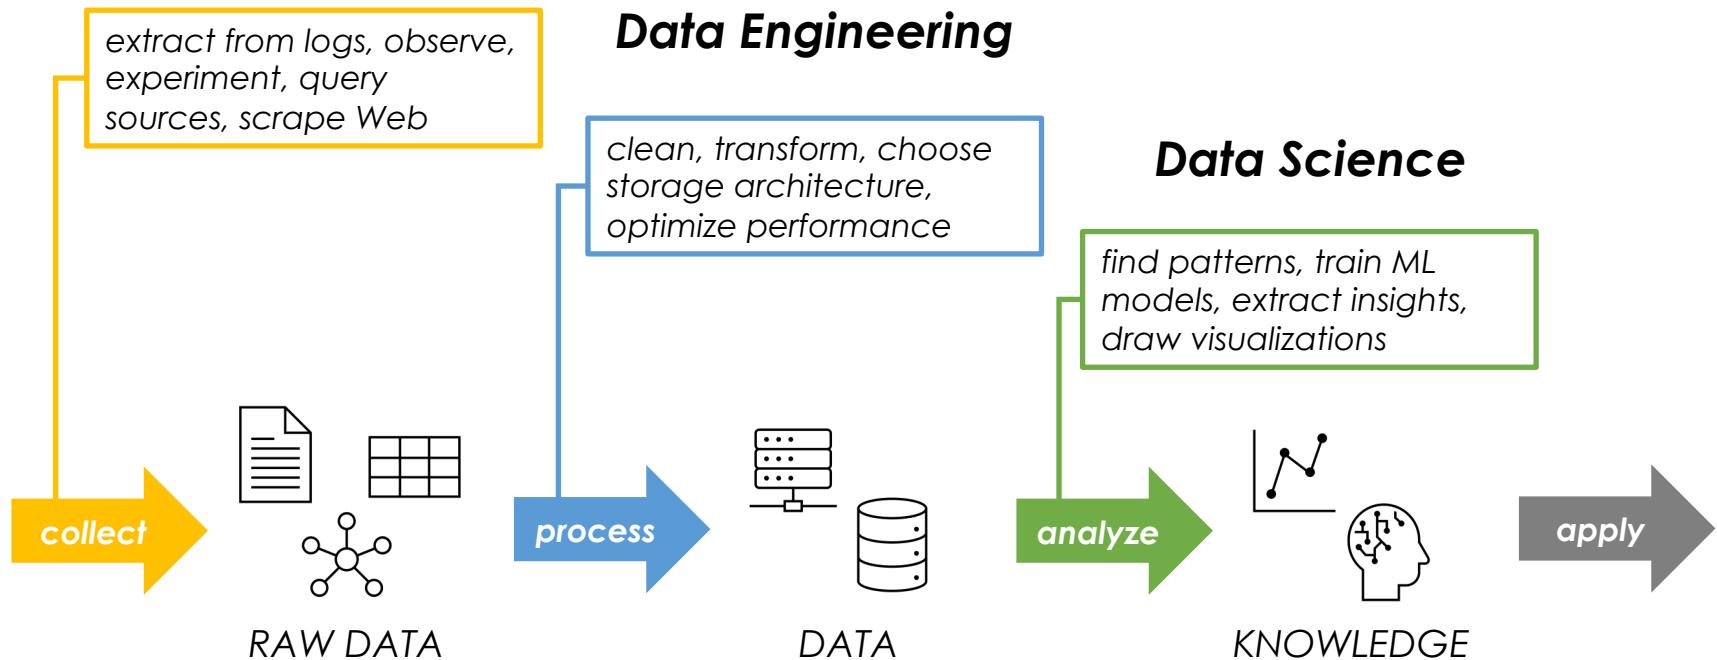 Data Engineering
extract from logs, observe,
experiment, query
sources, scrape Web
clean, transform, choose
storage architecture,
optimize performance
Data Science
find patterns, train ML
models, extract insights,
draw visualizations
collect
process
analyze
apply
RAW DATA
DATA
KNOWLEDGE